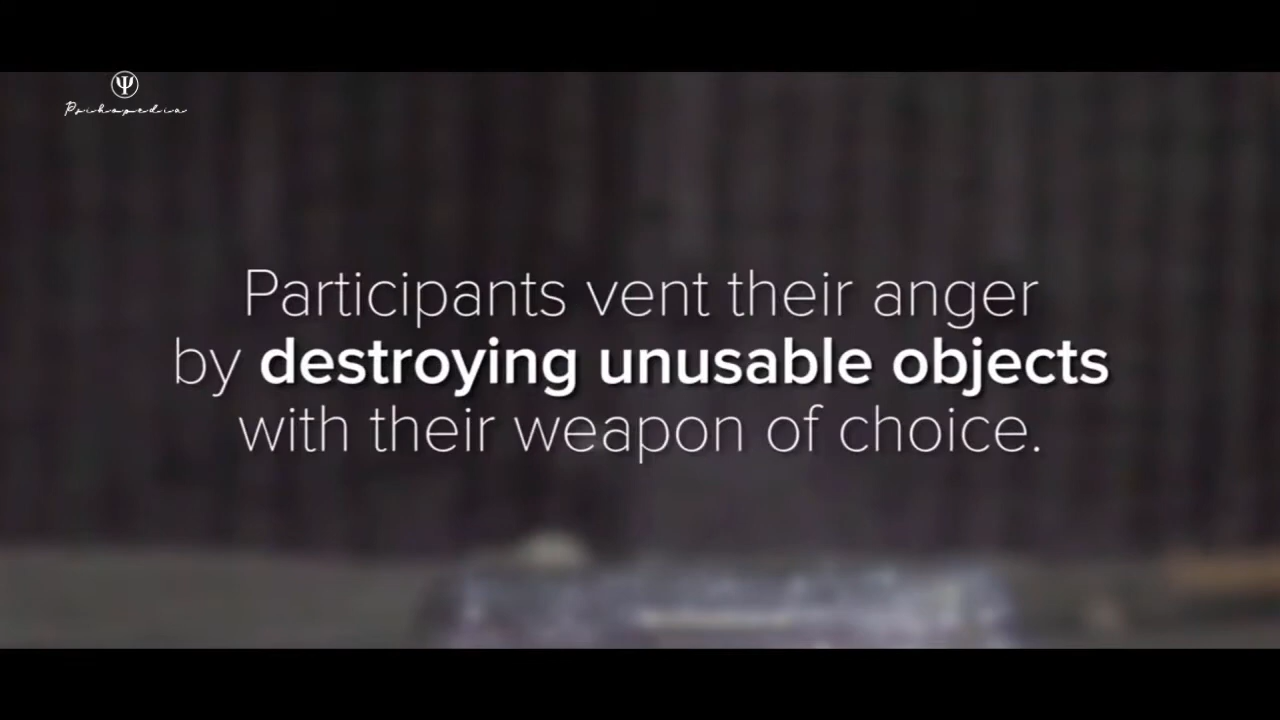 Ψ
Psihopedia
Participants vent their anger
by destroying unusable objects
with their weapon of choice.